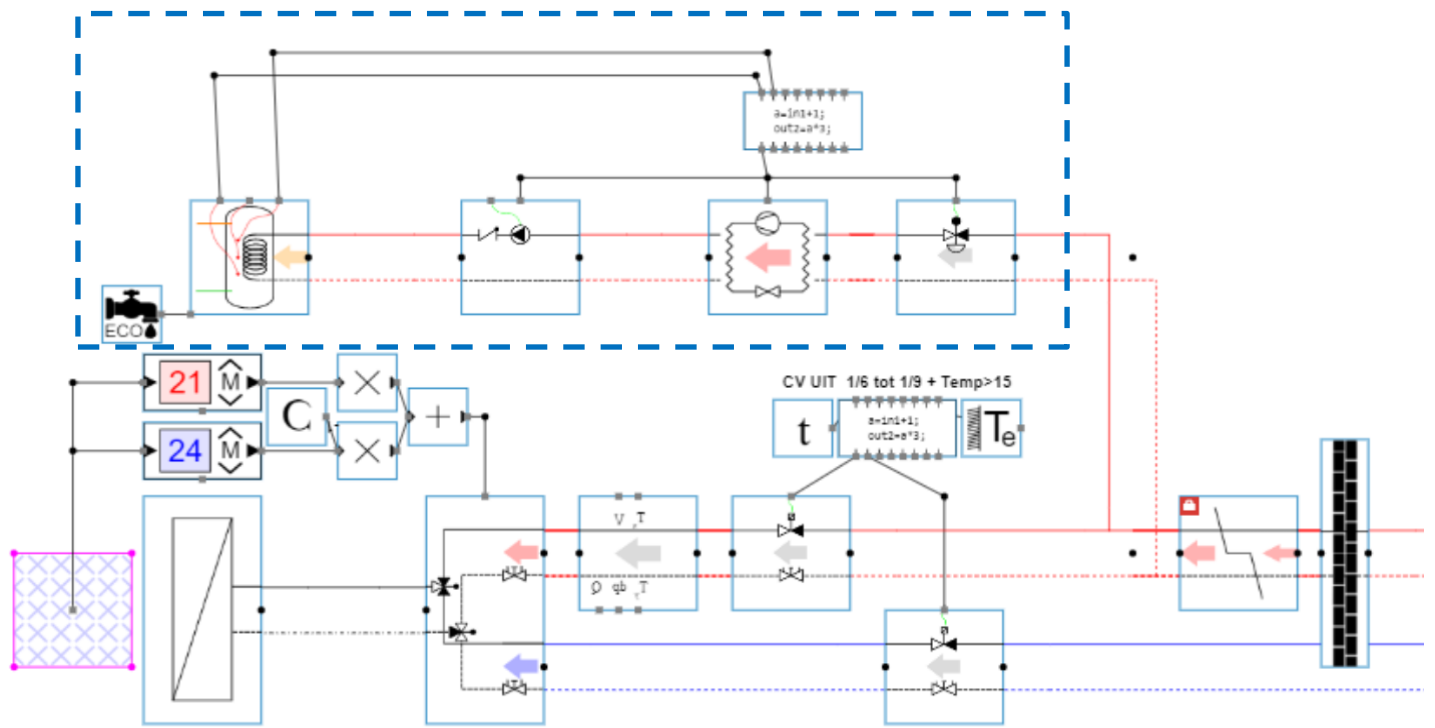 a=in1+1;
out2=a*3;
ECO
21 M
C
24 M
CV UIT 1/6 tot 1/9 + Temp>15
t
a=in1+1;
out2=a*3;
Te
V ,T
Q qb ,T